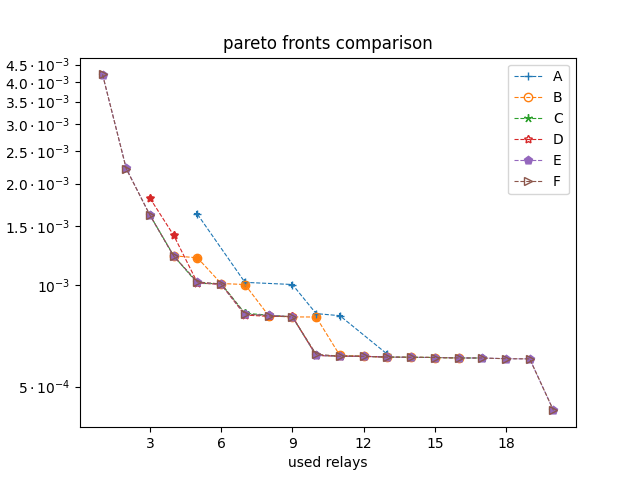 pareto fronts comparison
4.5 · 10⁻³
4.0 · 10⁻³
3.5 · 10⁻³
3.0 · 10⁻³
2.5 · 10⁻³
2.0 · 10⁻³
1.5 · 10⁻³
10⁻³
5 · 10⁻⁴
A
B
C
D
E
F
3 6 9 12 15 18
used relays